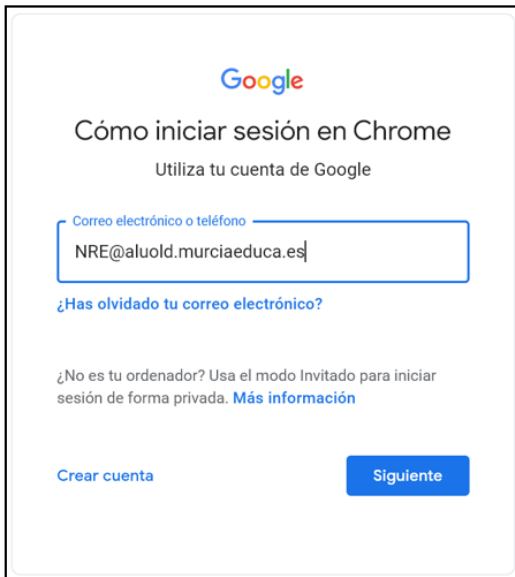 Google
Cómo iniciar sesión en Chrome
Utiliza tu cuenta de Google
Correo electrónico o teléfono
NRE@aluold.murciaeduca.es
¿Has olvidado tu correo electrónico?
¿No es tu ordenador? Usa el modo Invitado para iniciar
sesión de forma privada. Más información
Crear cuenta
Siguiente